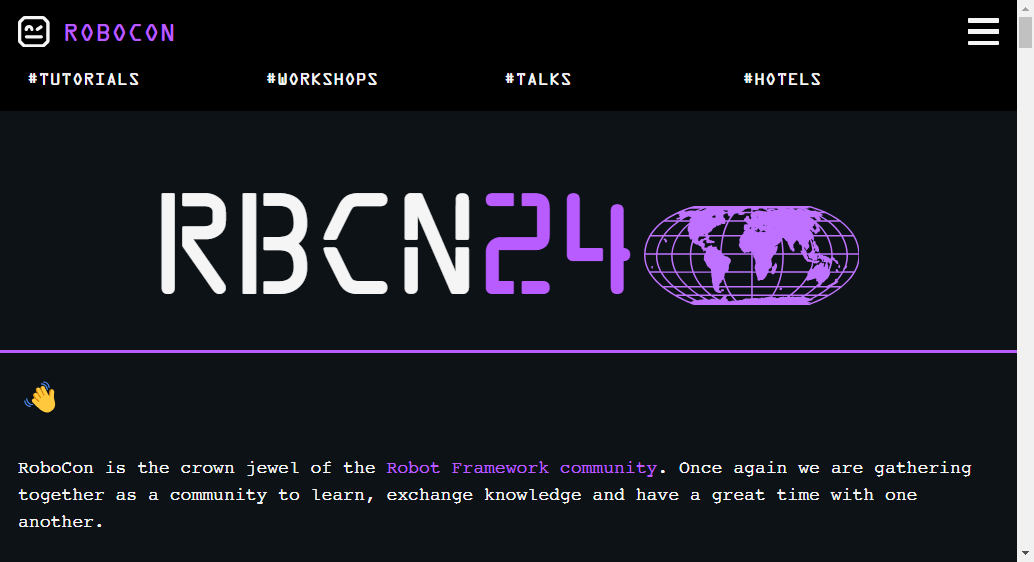 ROBOCON
#TUTORIALS #WORKSHOPS #TALKS #HOTELS
RBCN24
RoboCon is the crown jewel of the Robot Framework community. Once again we are gathering
together as a community to learn, exchange knowledge and have a great time with one
another.